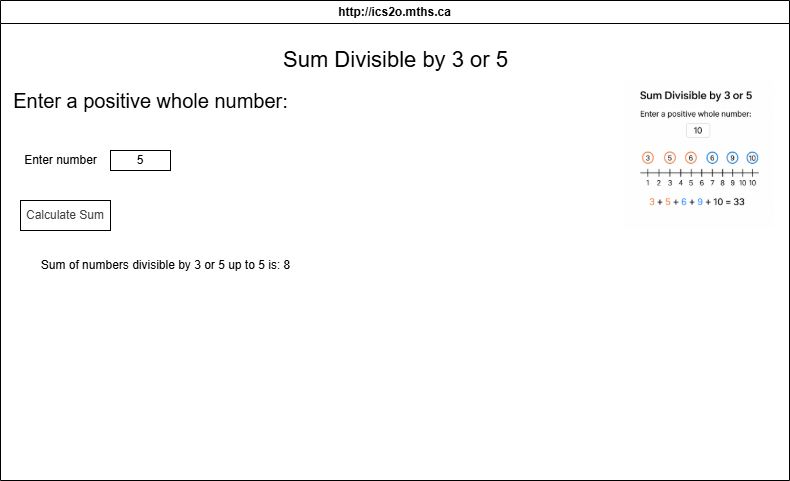 http://ics2o.mths.ca
Sum Divisible by 3 or 5
Enter a positive whole number:
Enter number 5
Calculate Sum
Sum of numbers divisible by 3 or 5 up to 5 is: 8
Sum Divisible by 3 or 5
Enter a positive whole number:
10
3 5 6 6 9 10
1 2 3 4 5 6 7 8 9 10 10
3 + 5 + 6 + 9 + 10 = 33